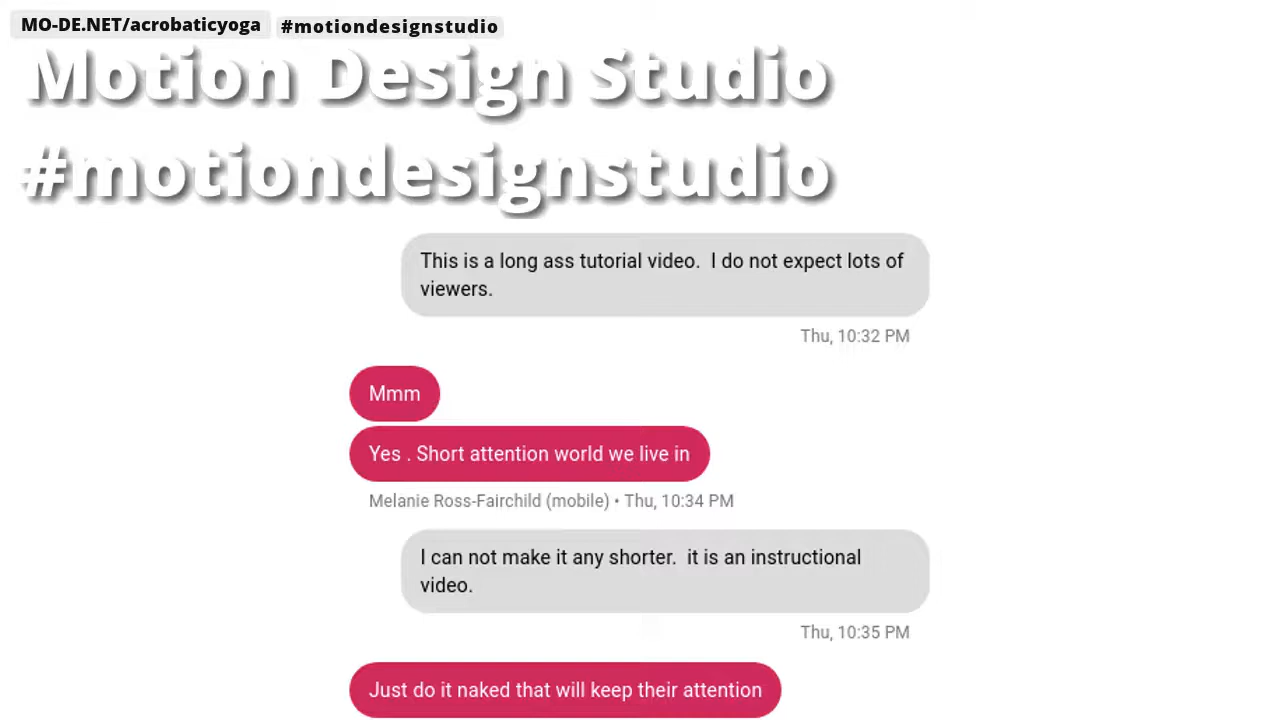 MO-DE.NET/acrobaticyoga #motiondesignstudio
Motion Design Studio
#motiondesignstudio
This is a long ass tutorial video.  I do not expect lots of
viewers.
Thu, 10:32 PM
Mmm
Yes . Short attention world we live in
Melanie Ross-Fairchild (mobile) • Thu, 10:34 PM
I can not make it any shorter.  it is an instructional
video.
Thu, 10:35 PM
Just do it naked that will keep their attention